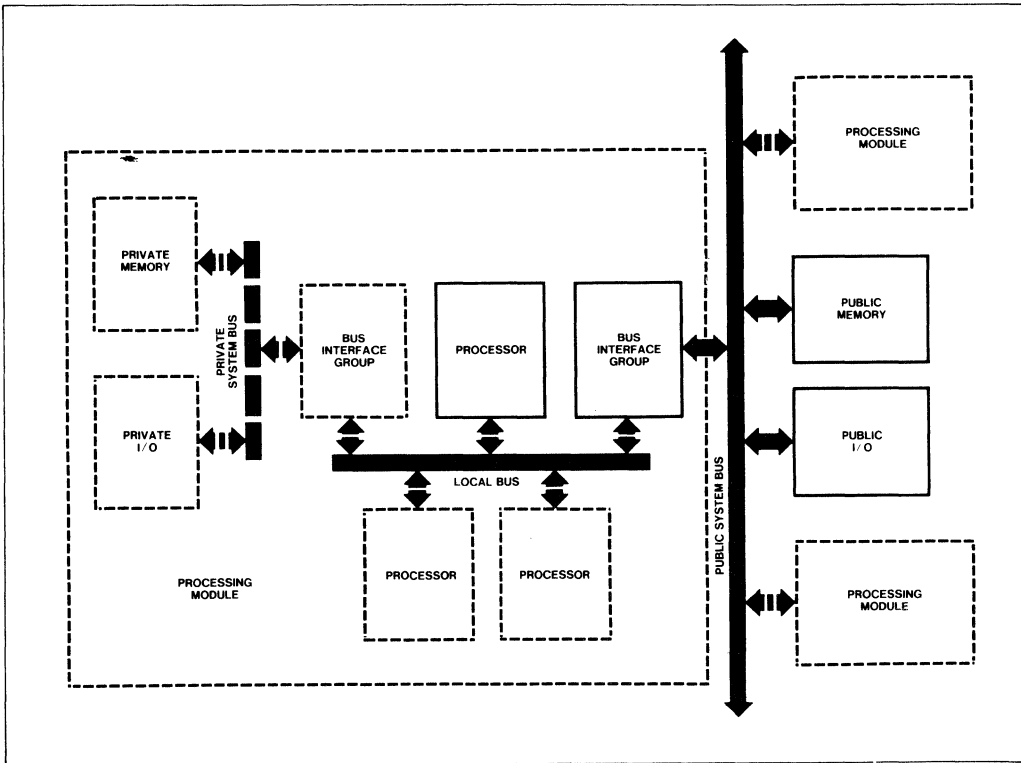 PROCESSING
MODULE
PRIVATE
MEMORY
PRIVATE
SYSTEM BUS
BUS
INTERFACE
GROUP
PROCESSOR
BUS
INTERFACE
GROUP
PUBLIC
MEMORY
PRIVATE
I/O
PUBLIC
I/O
LOCAL BUS
PUBLIC SYSTEM BUS
PROCESSOR
PROCESSOR
PROCESSING
MODULE
PROCESSING
MODULE